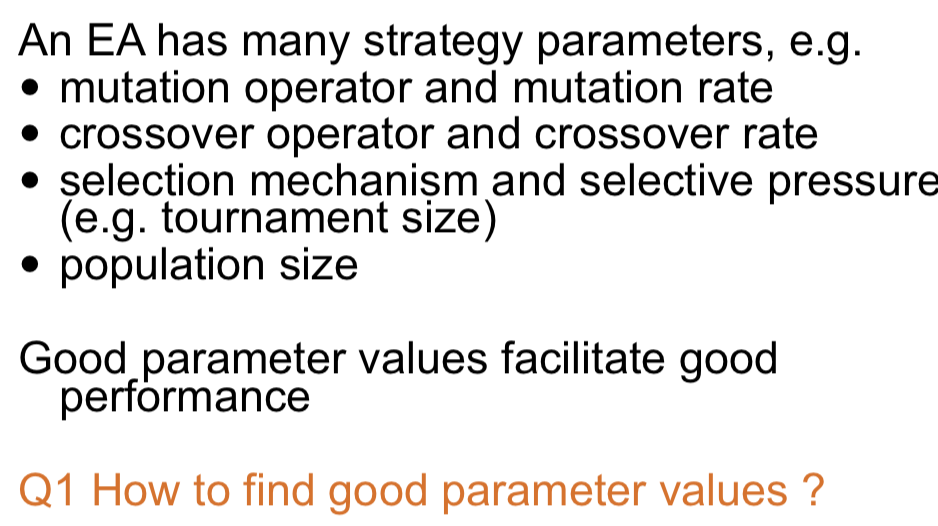 An EA has many strategy parameters, e.g.
• mutation operator and mutation rate
• crossover operator and crossover rate
• selection mechanism and selective pressure
(e.g. tournament size)
• population size
Good parameter values facilitate good
performance
Q1 How to find good parameter values ?